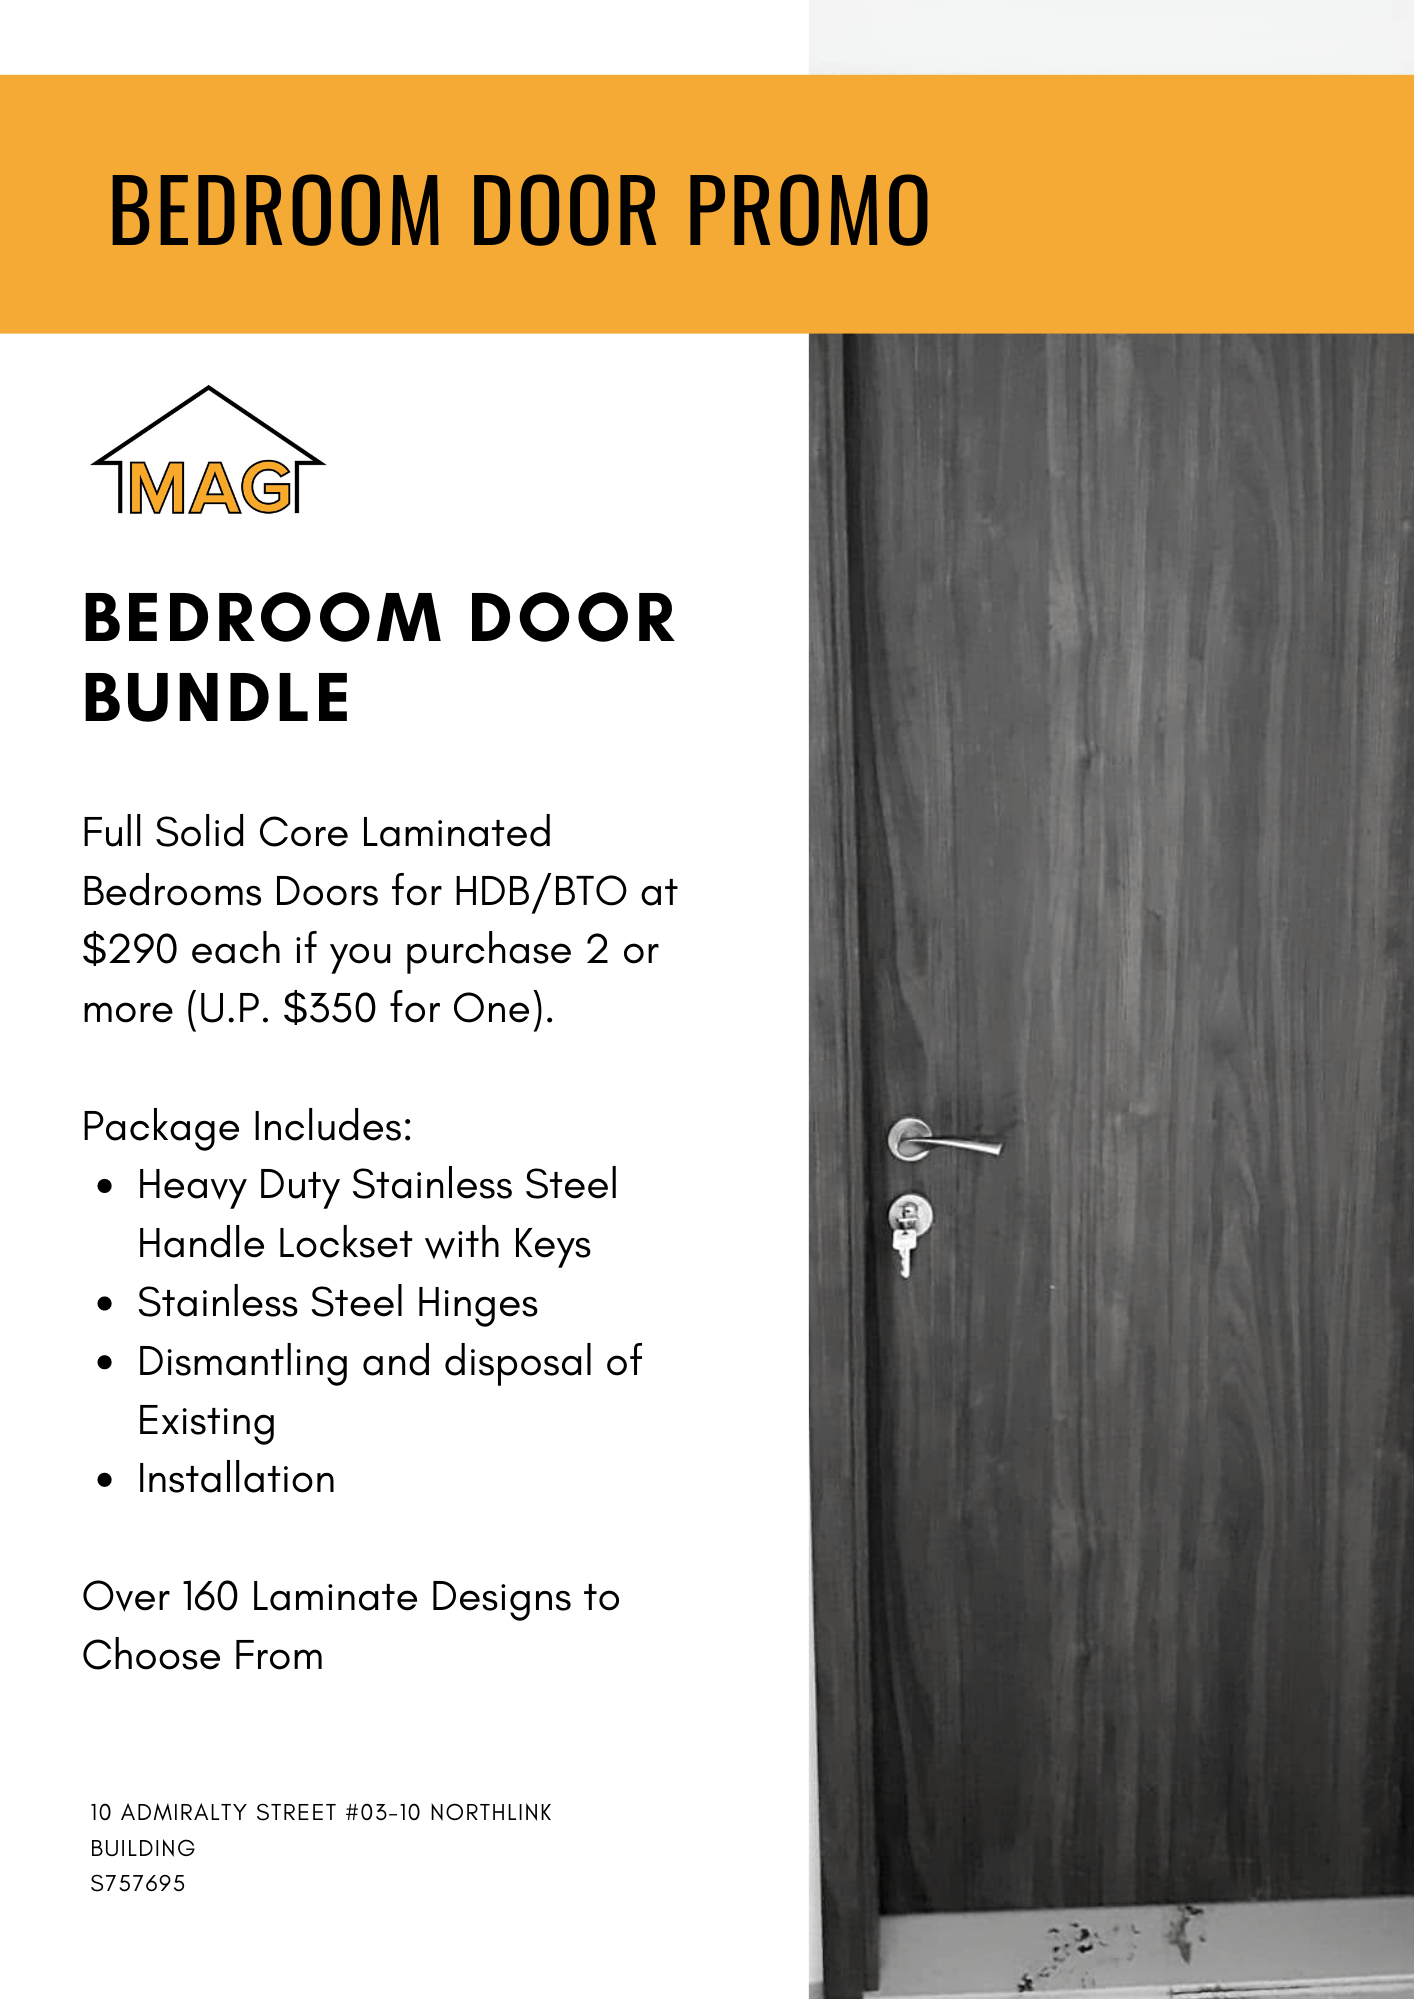 BEDROOM DOOR PROMO
MAG
BEDROOM DOOR
BUNDLE
Full Solid Core Laminated
Bedrooms Doors for HDB/BTO at
$290 each if you purchase 2 or
more (U.P. $350 for One).
Package Includes:
• Heavy Duty Stainless Steel
Handle Lockset with Keys
• Stainless Steel Hinges
• Dismantling and disposal of
Existing
• Installation
Over 160 Laminate Designs to
Choose From
10 ADMIRALTY STREET #03-10 NORTHLINK
BUILDING
S757695